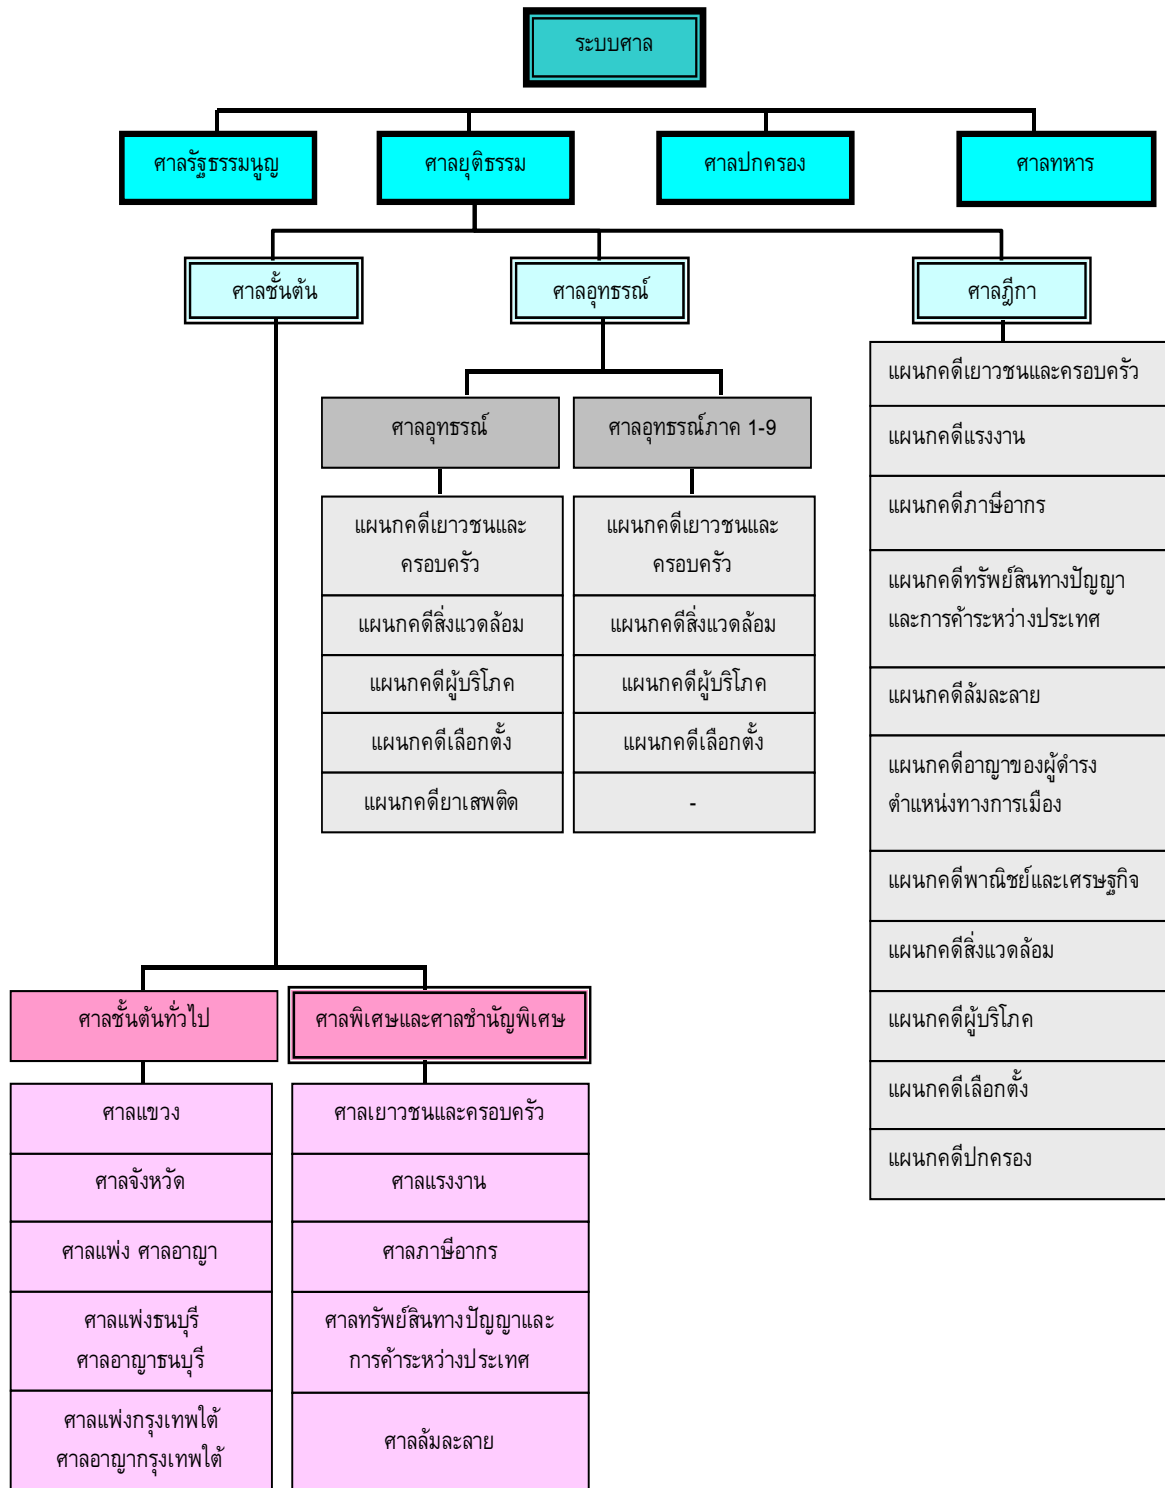 ระบบศาล
ศาลรัฐธรรมนูญ
ศาลยุติธรรม
ศาลปกครอง
ศาลทหาร
ศาลชั้นต้น
ศาลอุทธรณ์
ศาลฎีกา
ศาลอุทธรณ์
แผนกคดีเยาวชนและ
ครอบครัว
แผนกคดีสิ่งแวดล้อม
แผนกคดีผู้บริโภค
แผนกคดีเลือกตั้ง
แผนกคดียาเสพติด
ศาลอุทธรณ์ภาค 1-9
แผนกคดีเยาวชนและ
ครอบครัว
แผนกคดีสิ่งแวดล้อม
แผนกคดีผู้บริโภค
แผนกคดีเลือกตั้ง
-
แผนกคดีเยาวชนและครอบครัว
แผนกคดีแรงงาน
แผนกคดีภาษีอากร
แผนกคดีทรัพย์สินทางปัญญา
และการค้าระหว่างประเทศ
แผนกคดีล้มละลาย
แผนกคดีอาญาของผู้ดำรง
ตำแหน่งทางการเมือง
แผนกคดีพาณิชย์และเศรษฐกิจ
แผนกคดีสิ่งแวดล้อม
แผนกคดีผู้บริโภค
แผนกคดีเลือกตั้ง
แผนกคดีปกครอง
ศาลชั้นต้นทั่วไป
ศาลแขวง
ศาลจังหวัด
ศาลแพ่ง ศาลอาญา
ศาลแพ่งธนบุรี
ศาลอาญาธนบุรี
ศาลแพ่งกรุงเทพใต้
ศาลอาญากรุงเทพใต้
ศาลพิเศษและศาลชำนัญพิเศษ
ศาลเยาวชนและครอบครัว
ศาลแรงงาน
ศาลภาษีอากร
ศาลทรัพย์สินทางปัญญาและ
การค้าระหว่างประเทศ
ศาลล้มละลาย